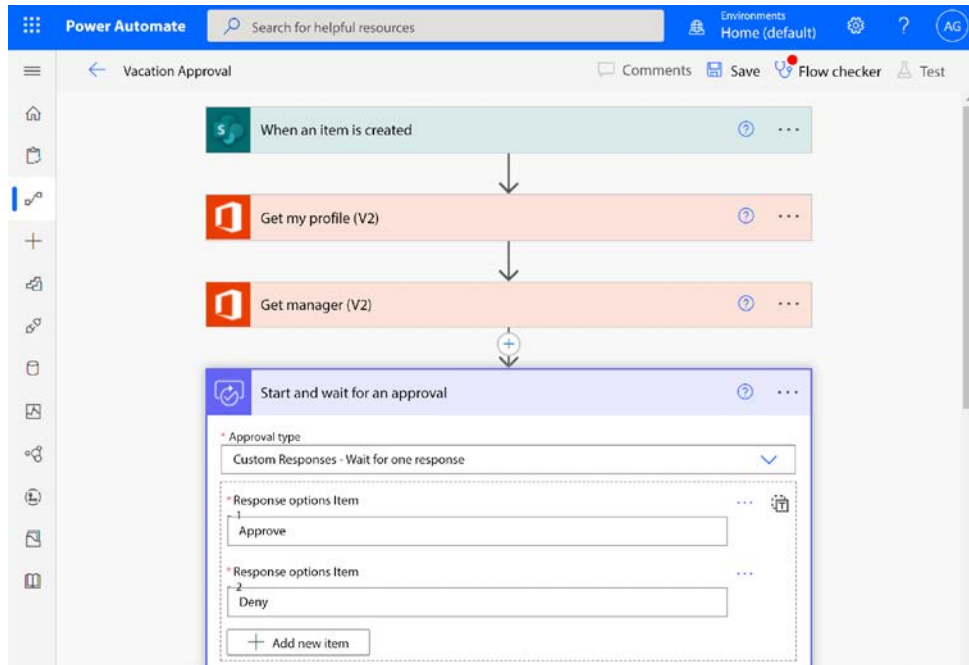 Power Automate
Search for helpful resources
Environments
Home (default)
?
AG
Vacation Approval
Comments
Save
Flow checker
Test
S
When an item is created
Get my profile (V2)
Get manager (V2)
Start and wait for an approval
* Approval type
Custom Responses - Wait for one response
* Response options Item
- 1
Approve
* Response options Item
- 2
Deny
Add new item